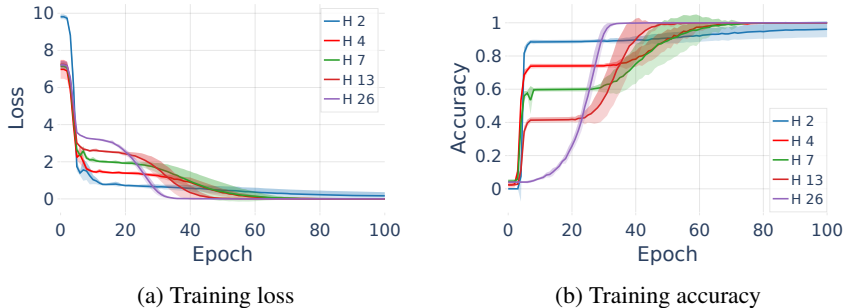 10
8
6
4
2
0
Loss
0
20
40
60
80
100
Epoch
H 2
H 4
H 7
H 13
H 26
(a) Training loss
1
0.8
0.6
0.4
0.2
0
Accuracy
0
20
40
60
80
100
Epoch
H 2
H 4
H 7
H 13
H 26
(b) Training accuracy